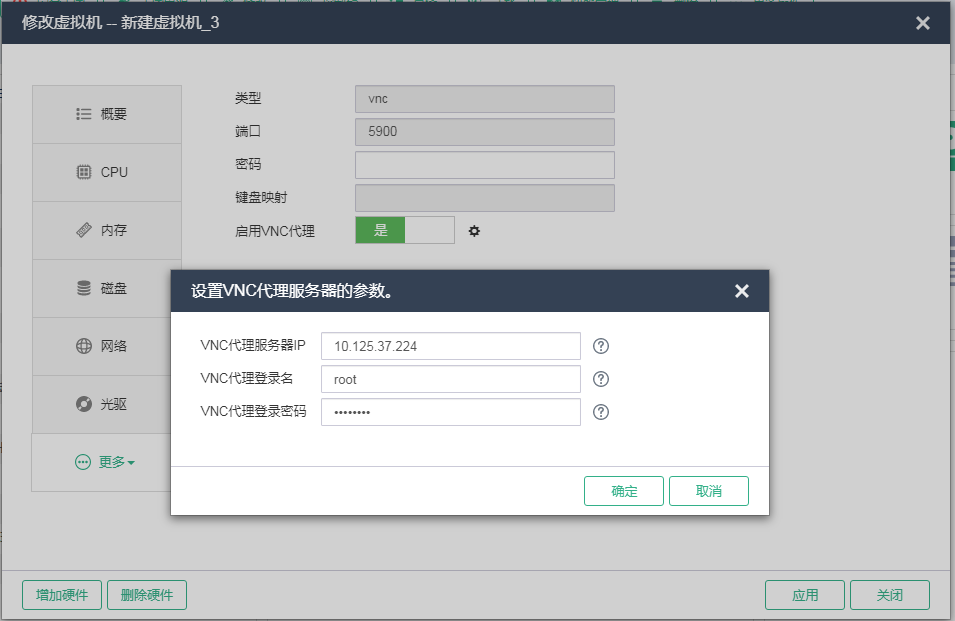 修改虚拟机 -- 新建虚拟机_3
概要
CPU
内存
磁盘
网络
光驱
更多
类型 vnc
端口 5900
密码
键盘映射
启用VNC代理 是
设置VNC代理服务器的参数。
VNC代理服务器IP 10.125.37.224
VNC代理登录名 root
VNC代理登录密码 ••••••••
确定 取消
增加硬件 删除硬件 应用 关闭